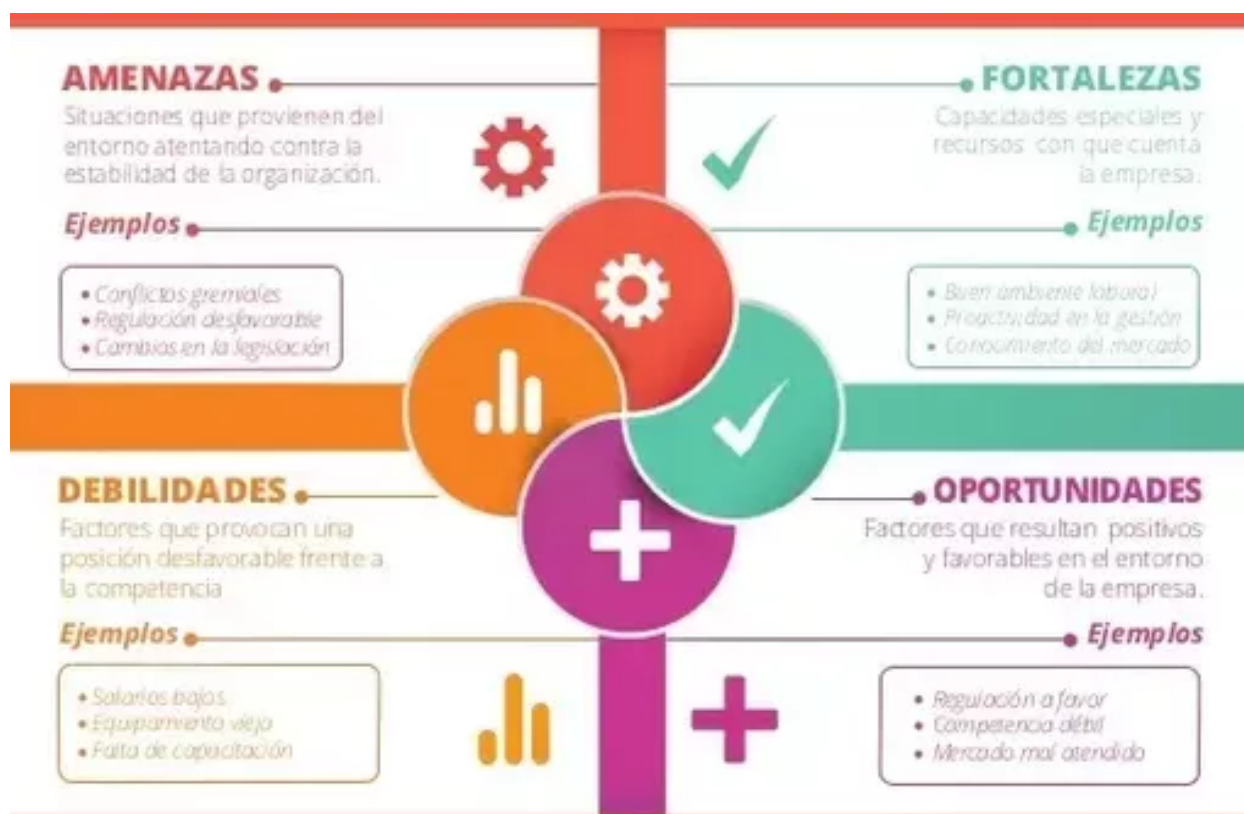 AMENAZAS
Situaciones que provienen del
entorno atentando contra la
estabilidad de la organización.
Ejemplos
• Conflictos gremiales
• Regulación desfavorable
• Cambios en la legislación
FORTALEZAS
Capacidades especiales y
recursos con que cuenta
la empresa.
Ejemplos
• Buen ambiente laboral
• Proactividad en la gestión
• Conocimiento del mercado
DEBILIDADES
Factores que provocan una
posición desfavorable frente a
la competencia
Ejemplos
• Salarios bajos
• Equipamiento viejo
• Falta de capacitación
OPORTUNIDADES
Factores que resultan positivos
y favorables en el entorno
de la empresa.
Ejemplos
• Regulación a favor
• Competencia débil
• Mercado mal atendido